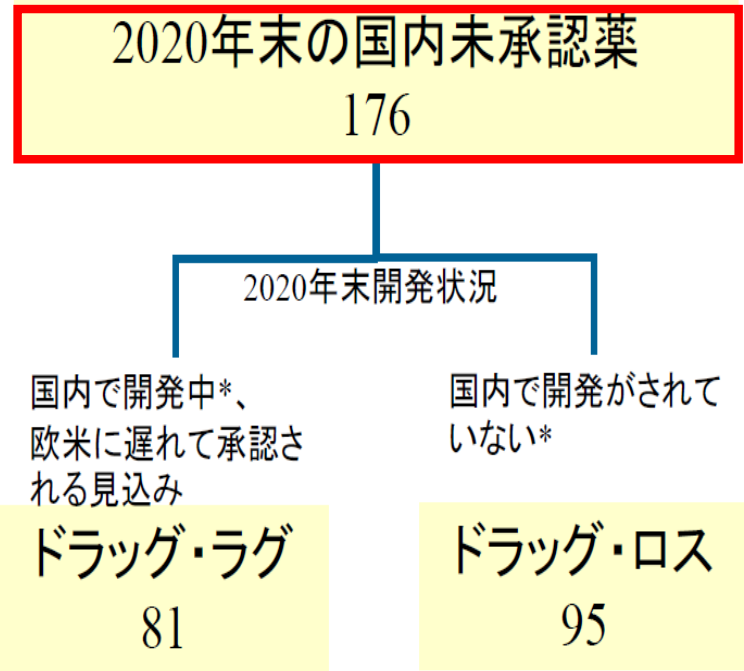 2020年末の国内未承認薬
176
2020年末開発状況
国内で開発中*、
欧米に遅れて承認さ
れる見込み
ドラッグ・ラグ
81
国内で開発がされて
いない*
ドラッグ・ロス
95